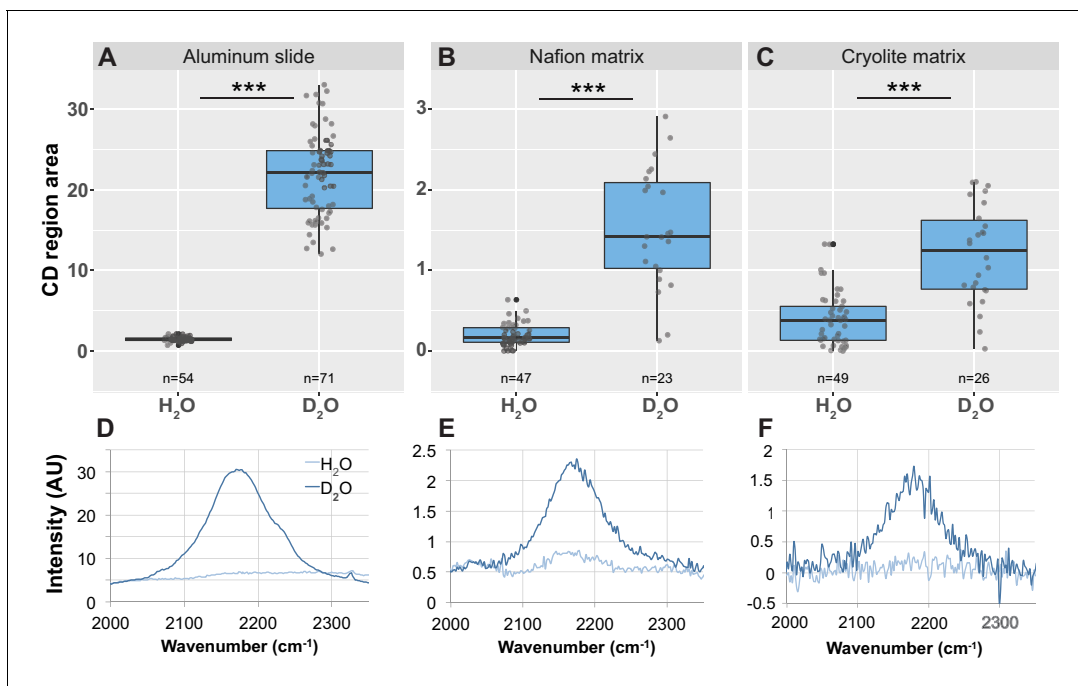 A Aluminum slide
B Nafion matrix
C Cryolite matrix
***
***
***
CD region area
30
20
10
0
3
2
1
0
n=54
n=71
n=47
n=23
n=49
n=26
H₂O
D₂O
H₂O
D₂O
H₂O
D₂O
D
E
F
Intensity (AU)
30
20
10
0
H₂O
D₂O
2.5
2
1.5
1
0.5
0
2
1.5
1
0.5
0
-0.5
2000
2100
2200
2300
2000
2100
2200
2300
2000
2100
2200
2300
Wavenumber (cm⁻¹)
Wavenumber (cm⁻¹)
Wavenumber (cm⁻¹)